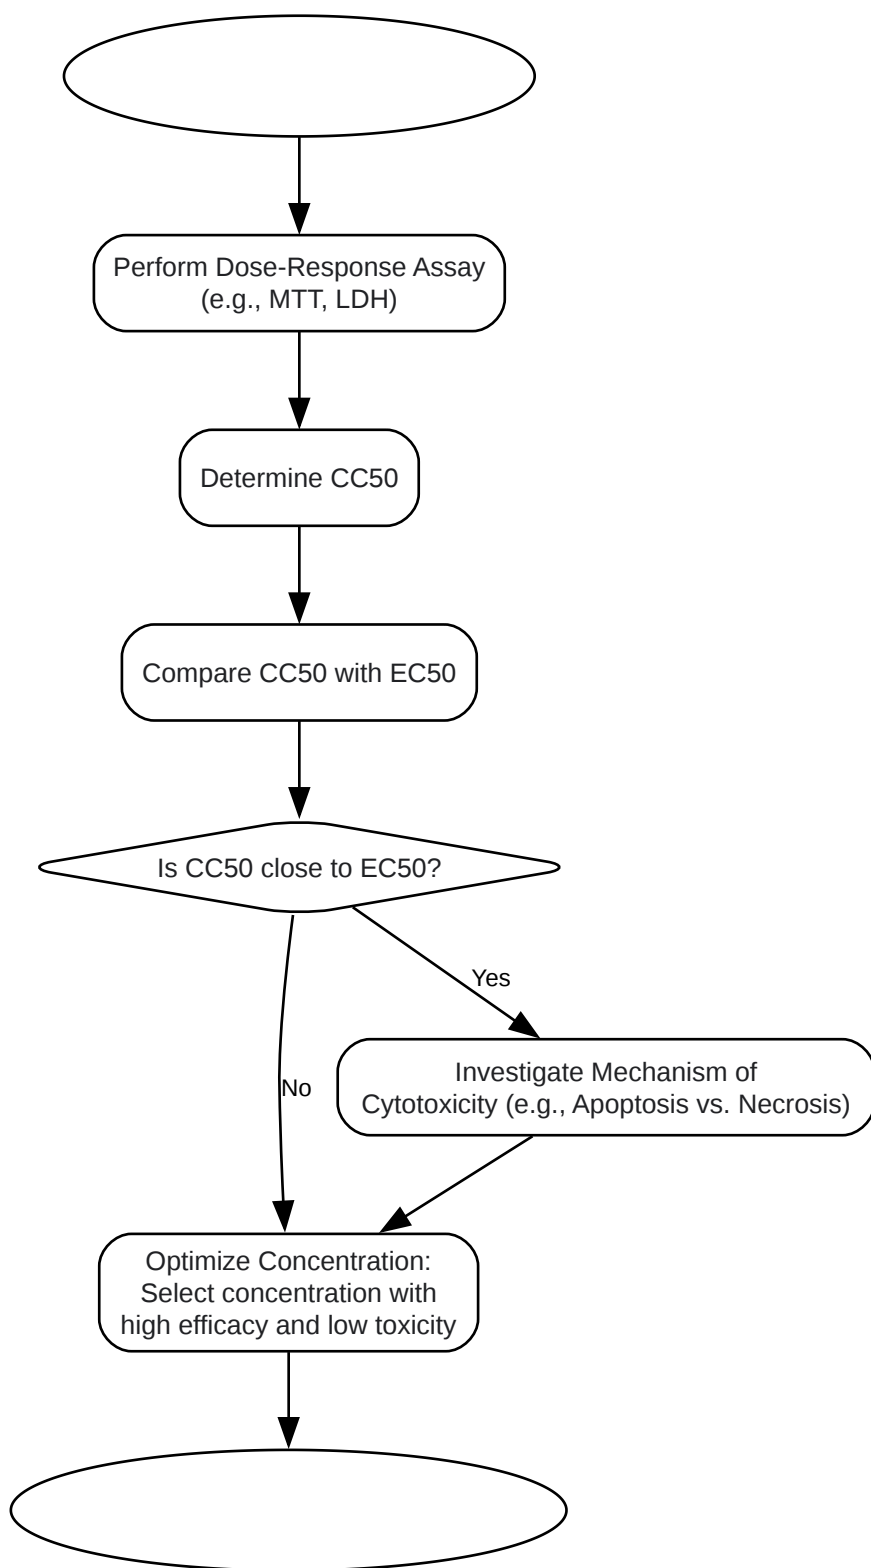 Perform Dose-Response Assay
(e.g., MTT, LDH)
Determine CC50
Compare CC50 with EC50
Is CC50 close to EC50?
Yes
Investigate Mechanism of
Cytotoxicity (e.g., Apoptosis vs. Necrosis)
No
Optimize Concentration:
Select concentration with
high efficacy and low toxicity